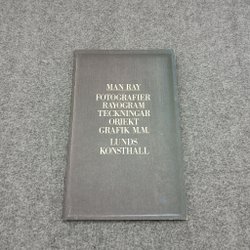 MAN RAY
FOTOGRAFIER
RAYOGRAM
TECKNINGAR
OBJEKT
GRAFIK M.M.
LUNDS
KONSTHALL